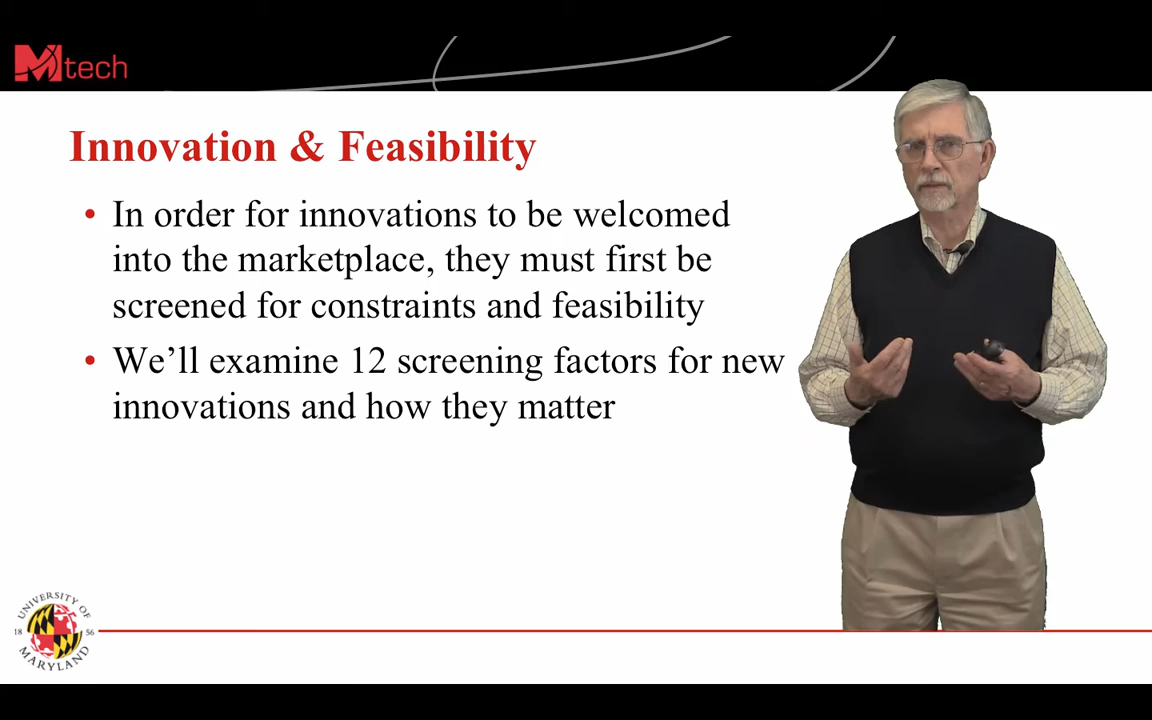 Mtech
Innovation & Feasibility
• In order for innovations to be welcomed
into the marketplace, they must first be
screened for constraints and feasibility
• We’ll examine 12 screening factors for new
innovations and how they matter
UNIVERSITY OF
18 56
MARYLAND